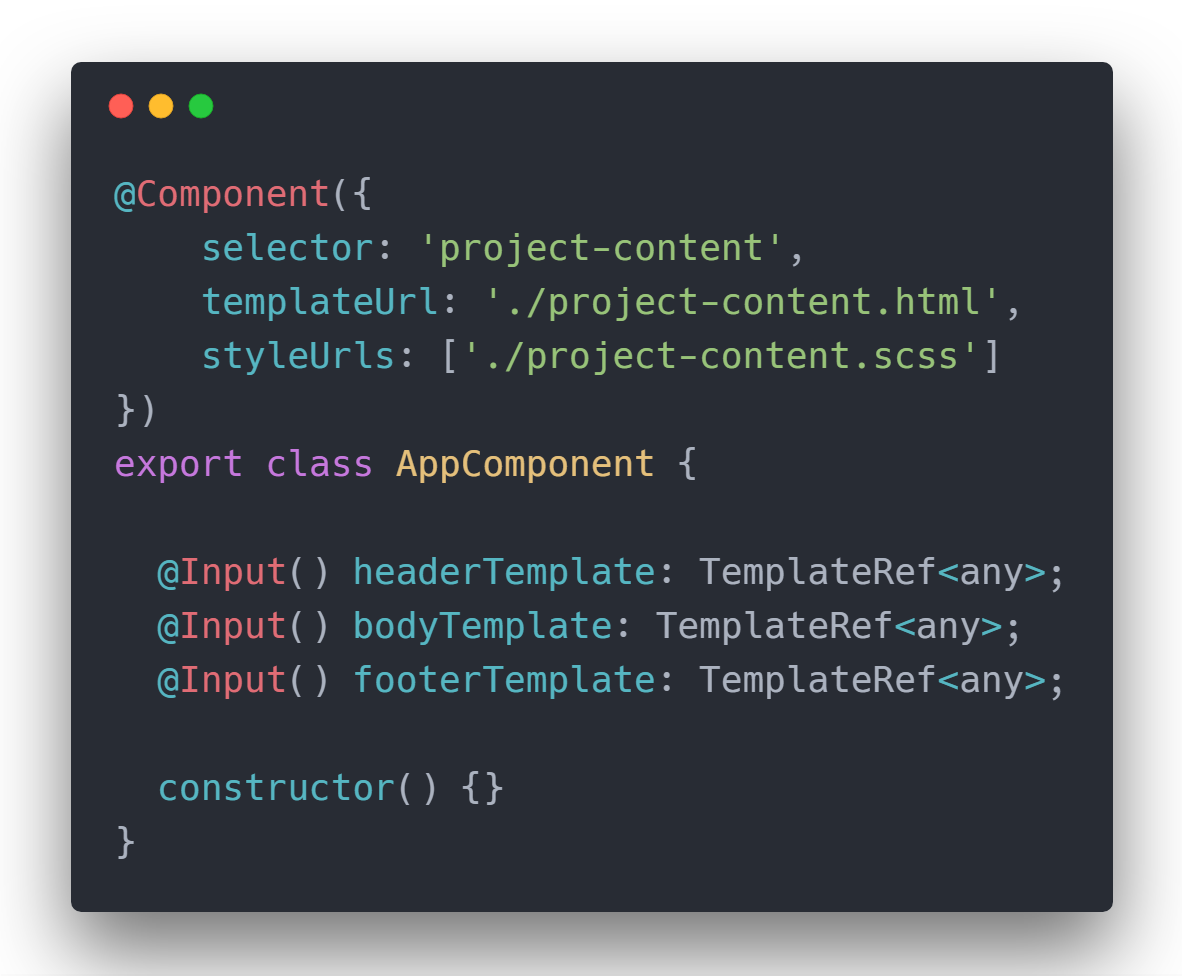 @Component({
    selector: 'project-content',
    templateUrl: './project-content.html',
    styleUrls: ['./project-content.scss']
})
export class AppComponent {

  @Input() headerTemplate: TemplateRef<any>;
  @Input() bodyTemplate: TemplateRef<any>;
  @Input() footerTemplate: TemplateRef<any>;

  constructor() {}
}